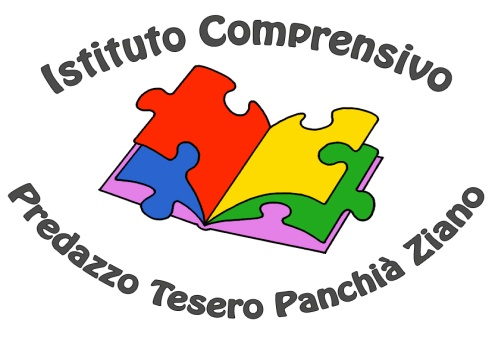 Istituto Comprensivo
Predazzo Tesero Panchià Ziano